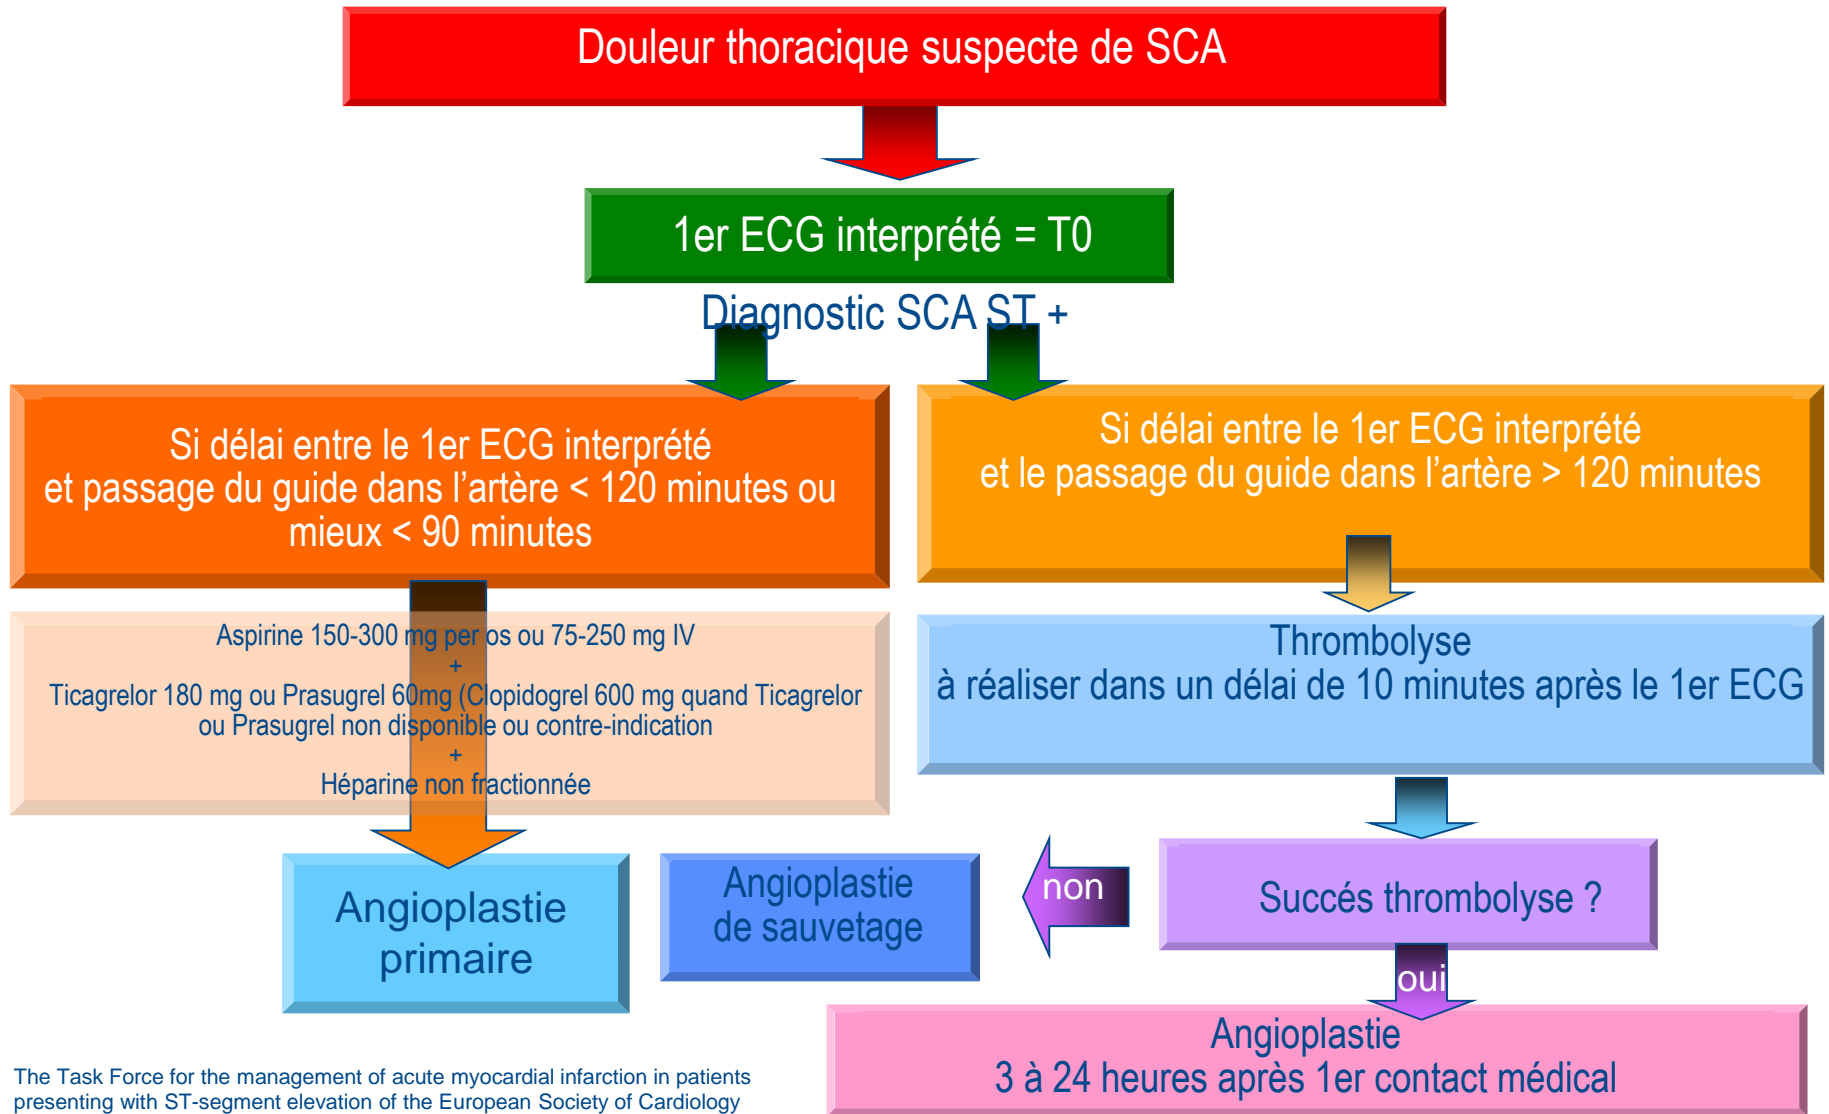 Douleur thoracique suspecte de SCA
1er ECG interprété = T0
Diagnostic SCA ST +
Si délai entre le 1er ECG interprété
et passage du guide dans l’artère < 120 minutes ou
mieux < 90 minutes
Si délai entre le 1er ECG interprété
et le passage du guide dans l’artère > 120 minutes
Aspirine 150-300 mg per os ou 75-250 mg IV
+
Ticagrelor 180 mg ou Prasugrel 60mg (Clopidogrel 600 mg quand Ticagrelor
ou Prasugrel non disponible ou contre-indication
+
Héparine non fractionnée
Thrombolyse
à réaliser dans un délai de 10 minutes après le 1er ECG
Angioplastie
primaire
Angioplastie
de sauvetage
non
Succés thrombolyse ?
oui
Angioplastie
3 à 24 heures après 1er contact médical
The Task Force for the management of acute myocardial infarction in patients
presenting with ST-segment elevation of the European Society of Cardiology